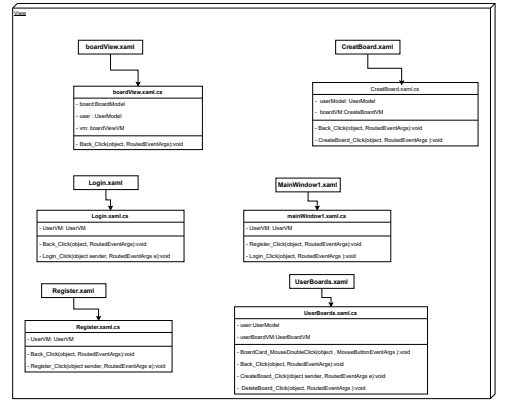 View
boardView.xaml
boardView.xaml.cs
- board:BoardModel
- user : UserModel
- vm: boardViewVM
- Back_Click(object, RoutedEventArgs):void
CreatBoard.xaml
CreatBoard.xaml.cs
- userModel: UserModel
- boardVM:CreateBoardVM
- Back_Click(object, RoutedEventArgs):void
- CreateBoard_Click(object, RoutedEventArgs ):void
Login.xaml
Login.xaml.cs
- UserVM: UserVM
- Back_Click(object, RoutedEventArgs):void
- Login_Click(object sender, RoutedEventArgs e):void
MainWindow1.xaml
mainWindow1.xaml.cs
- UserVM: UserVM
- Register_Click(object, RoutedEventArgs):void
- Login_Click(object, RoutedEventArgs ):void
Register.xaml
Register.xaml.cs
- UserVM: UserVM
- Back_Click(object, RoutedEventArgs):void
- Register_Click(object sender, RoutedEventArgs e):void
UserBoards.xaml
UserBoards.xaml.cs
- user:UserModel
- userBoardVM:UserBoardVM
- BoardCard_MouseDoubleClick(object , MouseButtonEventArgs ):void
- Back_Click(object, RoutedEventArgs):void
- CreateBoard_Click(object sender, RoutedEventArgs e):void
- DeleteBoard_Click(object, RoutedEventArgs ):void